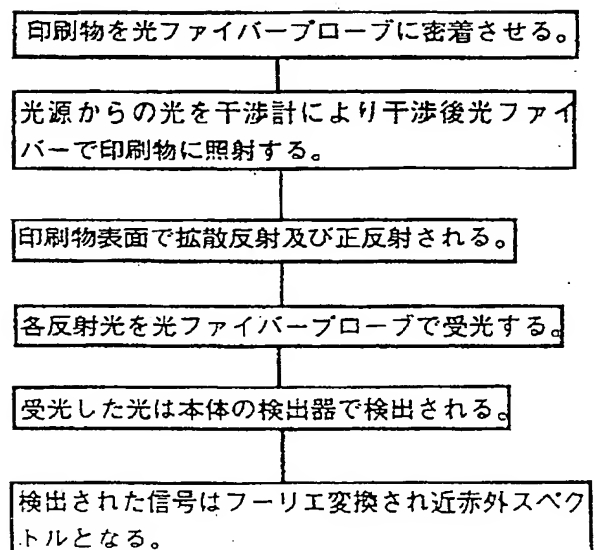 印刷物を光ファイバープローブに密着させる。
光源からの光を干渉計により干渉後光ファイ
バーで印刷物に照射する。
印刷物表面で拡散反射及び正反射される。
各反射光を光ファイバープローブで受光する。
受光した光は本体の検出器で検出される。
検出された信号はフーリエ変換され近赤外スペク
トルとなる。